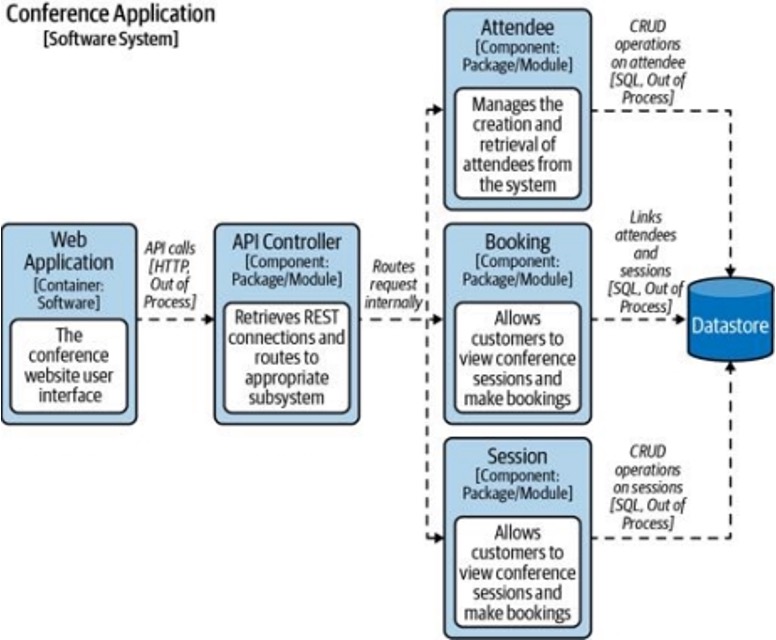 Conference Application
[Software System]
Attendee
[Component:
Package/Module]
Manages the
creation and
retrieval of
attendees from
the system
CRUD
operations
on attendee
[SQL, Out of
Process]
Web
Application
[Container:
Software]
The
conference
website user
interface
API calls
[HTTP,
Out of
Process]
API Controller
[Component:
Package/Module]
Retrieves REST
connections and
routes to
appropriate
subsystem
Routes
request
internally
Booking
[Component:
Package/Module]
Allows
customers to
view conference
sessions and
make bookings
Links
attendees
and
sessions
[SQL, Out of
Process]
Datastore
Session
[Component:
Package/Module]
Allows
customers to
view conference
sessions and
make bookings
CRUD
operations
on sessions
[SQL, Out of
Process]